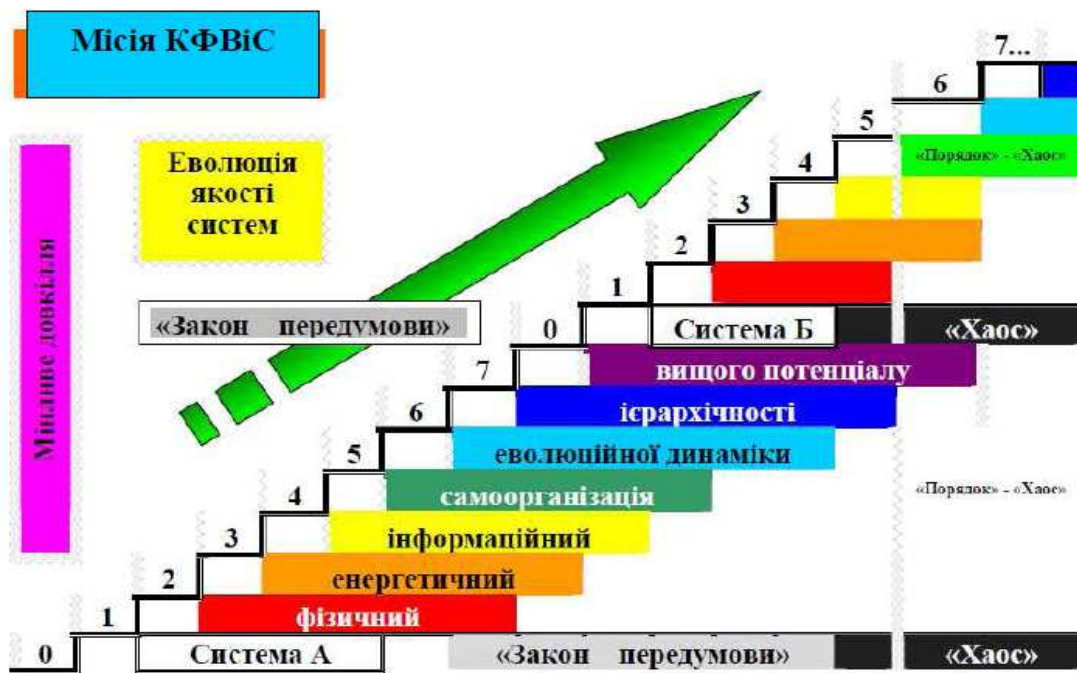 Місія КФВіС
7...
6
5
«Порядок» - «Хаос»
4
Еволюція
якості
систем
3
2
Мінливе довкілля
1
«Закон передумови»
0
Система Б
«Хаос»
7
вищого потенціалу
6
ієрархічності
5
еволюційної динаміки
4
самоорганізація
«Порядок» - «Хаос»
3
інформаційний
2
енергетичний
1
фізичний
0
Система А
«Закон передумови»
«Хаос»